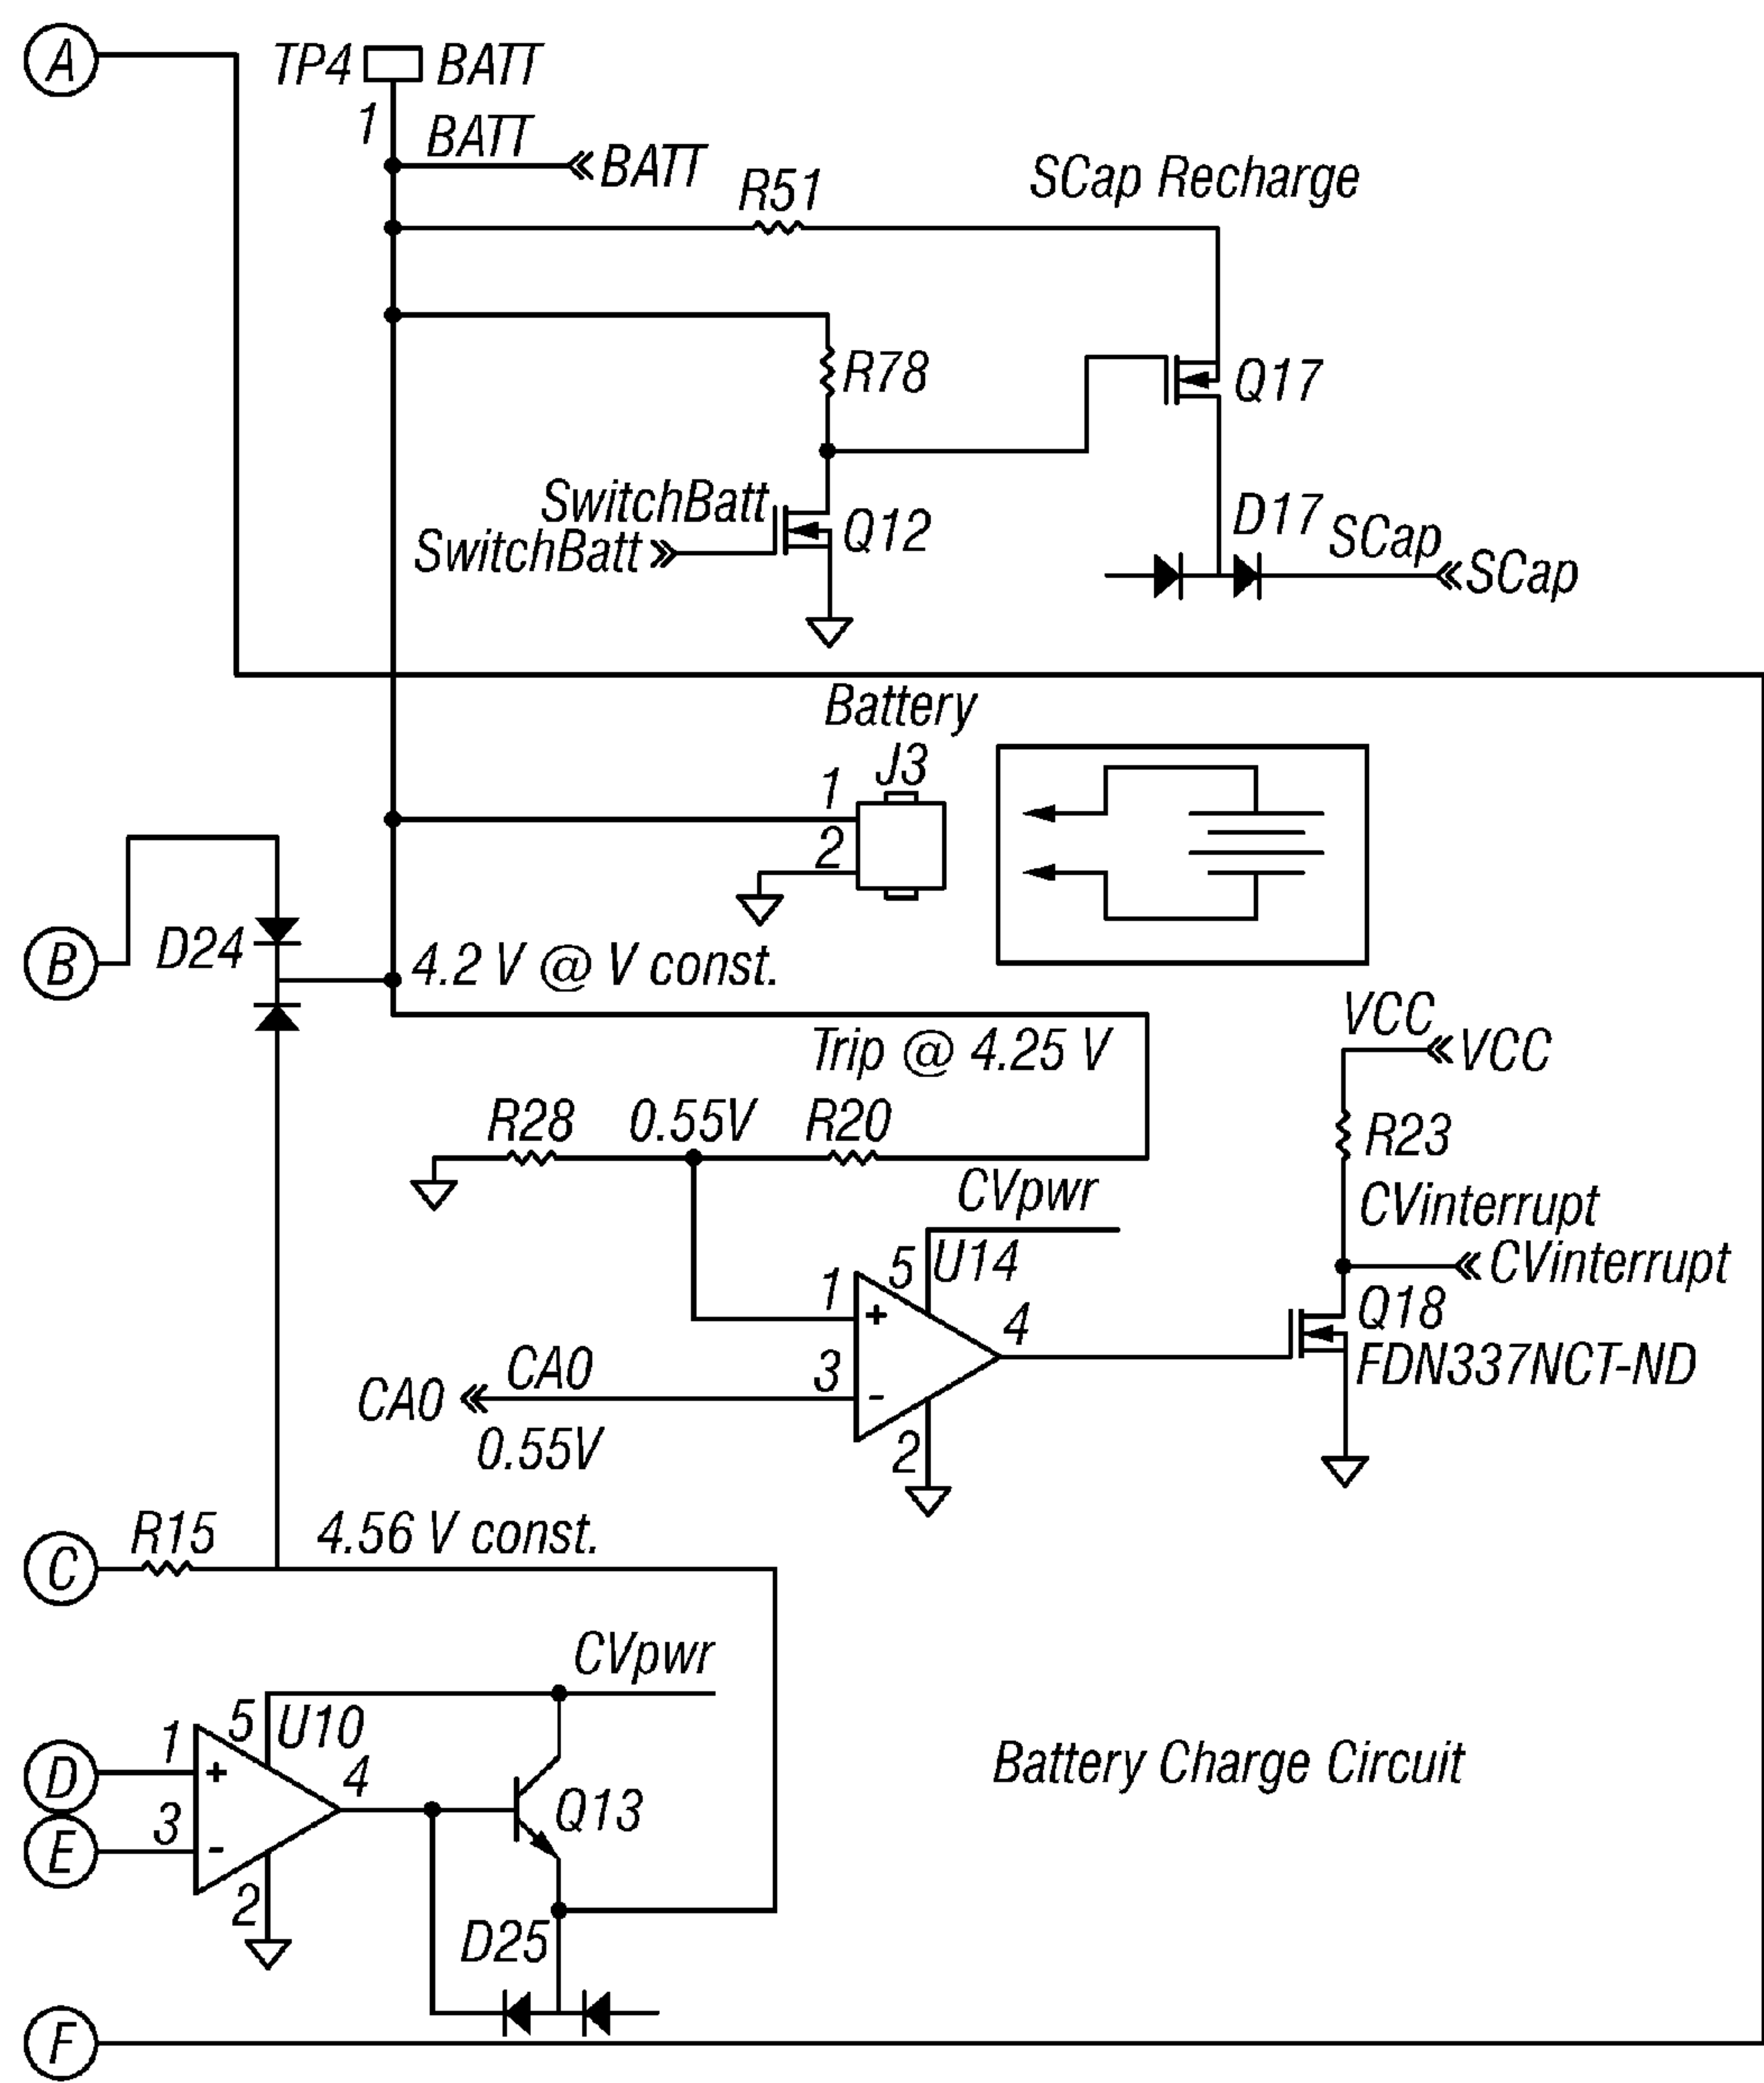 A
TP4 BATT
1
BATT
BATT
R51
SCap Recharge
R78
Q17
SwitchBatt
SwitchBatt
Q12
D17
SCap
SCap
Battery
J3
1
2
B
D24
4.2 V @ V const.
Trip @ 4.25 V
VCC
VCC
R28
0.55V
R20
R23
CVpwr
CVinterrupt
CVinterrupt
5
U14
1
+
4
Q18
FDN337NCT-ND
CA0
CA0
3
-
0.55V
2
C
R15
4.56 V const.
CVpwr
5
U10
1
D
+
4
Q13
Battery Charge Circuit
3
E
-
2
D25
F